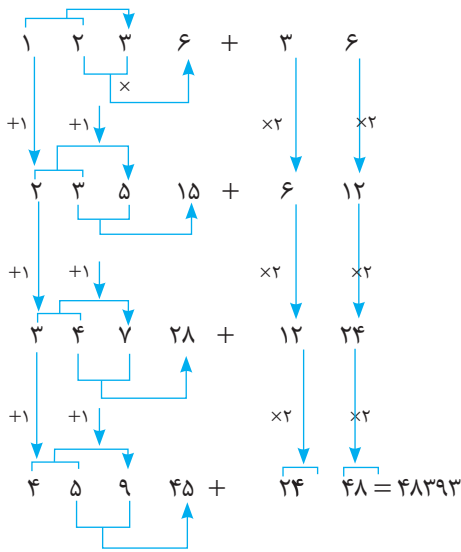 ۱ ۲ ۳ ۶ + ۳ ۶
×
+۱ +۱ ×۲ ×۲
۲ ۳ ۵ ۱۵ + ۶ ۱۲
+۱ +۱ ×۲ ×۲
۳ ۴ ۷ ۲۸ + ۱۲ ۲۴
+۱ +۱ ×۲ ×۲
۴ ۵ ۹ ۴۵ + ۲۴ ۴۸ = ۴۸۳۹۳